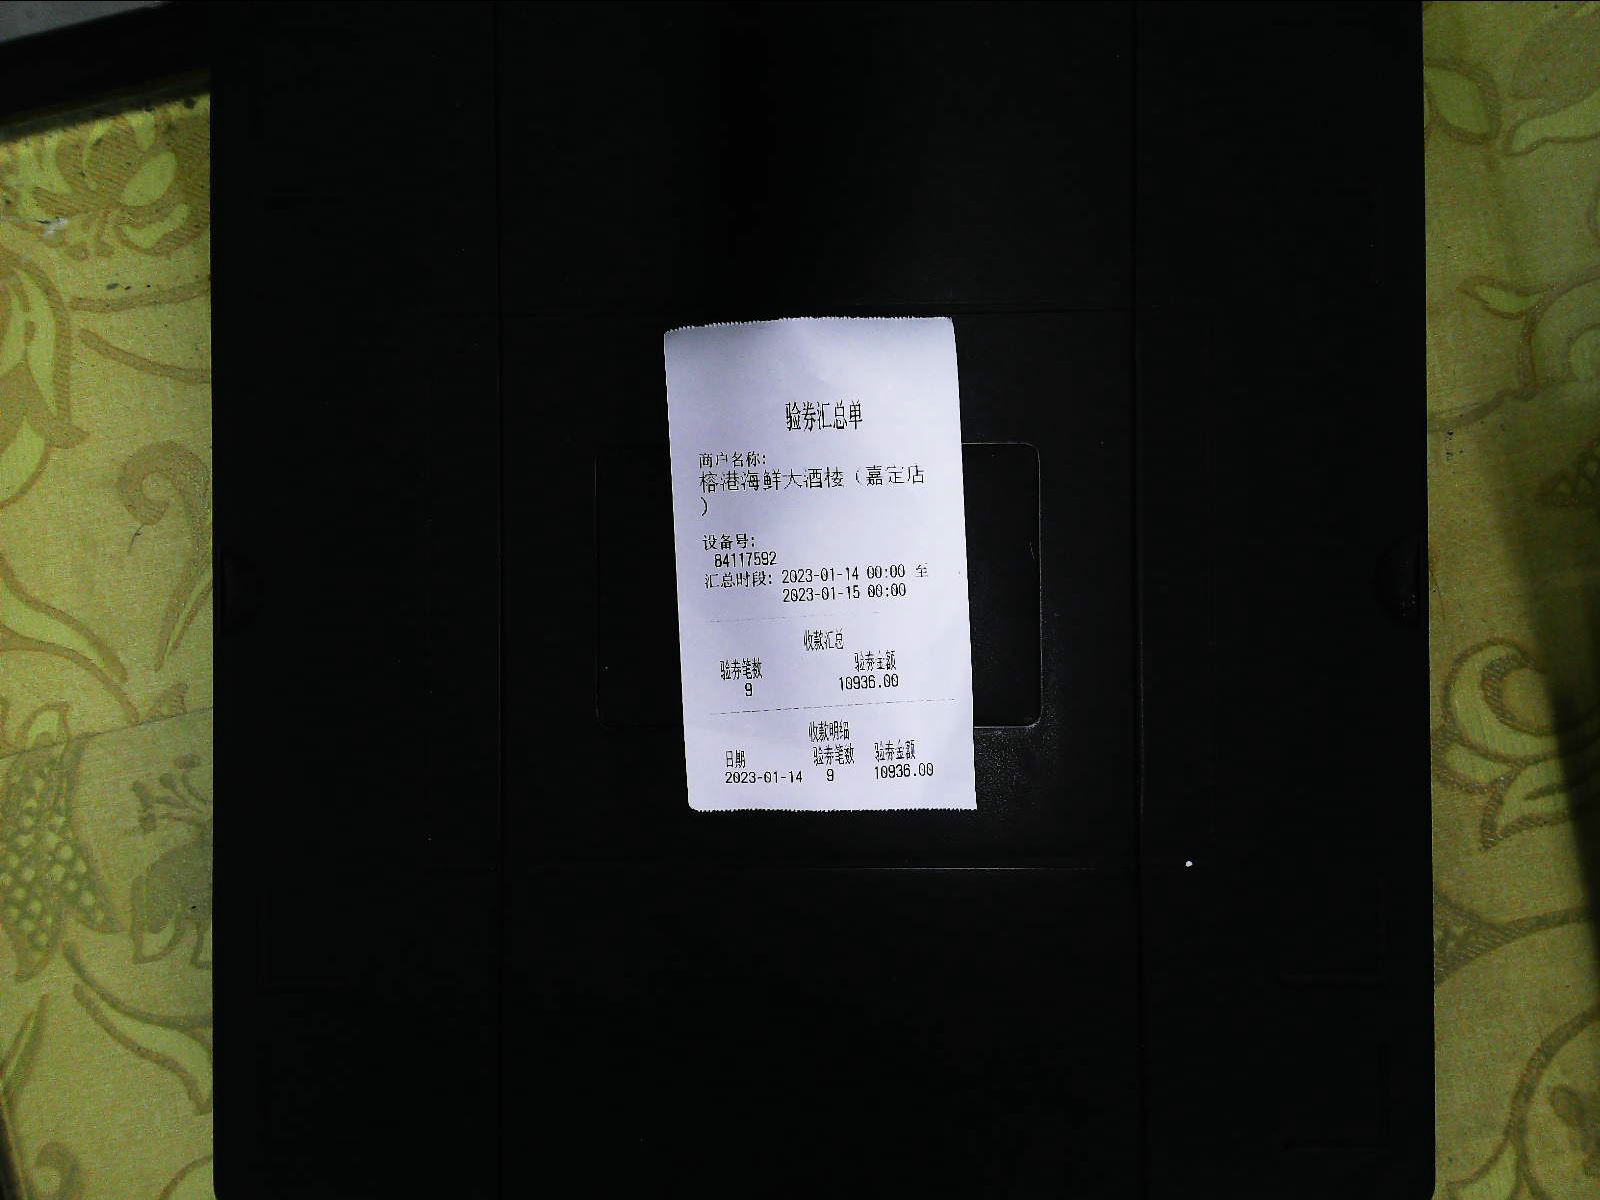 验券汇总单
商户名称:
榕港海鲜大酒楼（嘉定店
）
设备号:
84117592
汇总时段: 2023-01-14 00:00 至
2023-01-15 00:00
收款汇总
验券笔数 验券金额
9 10936.00
收款明细
日期 验券笔数 验券金额
2023-01-14 9 10936.00